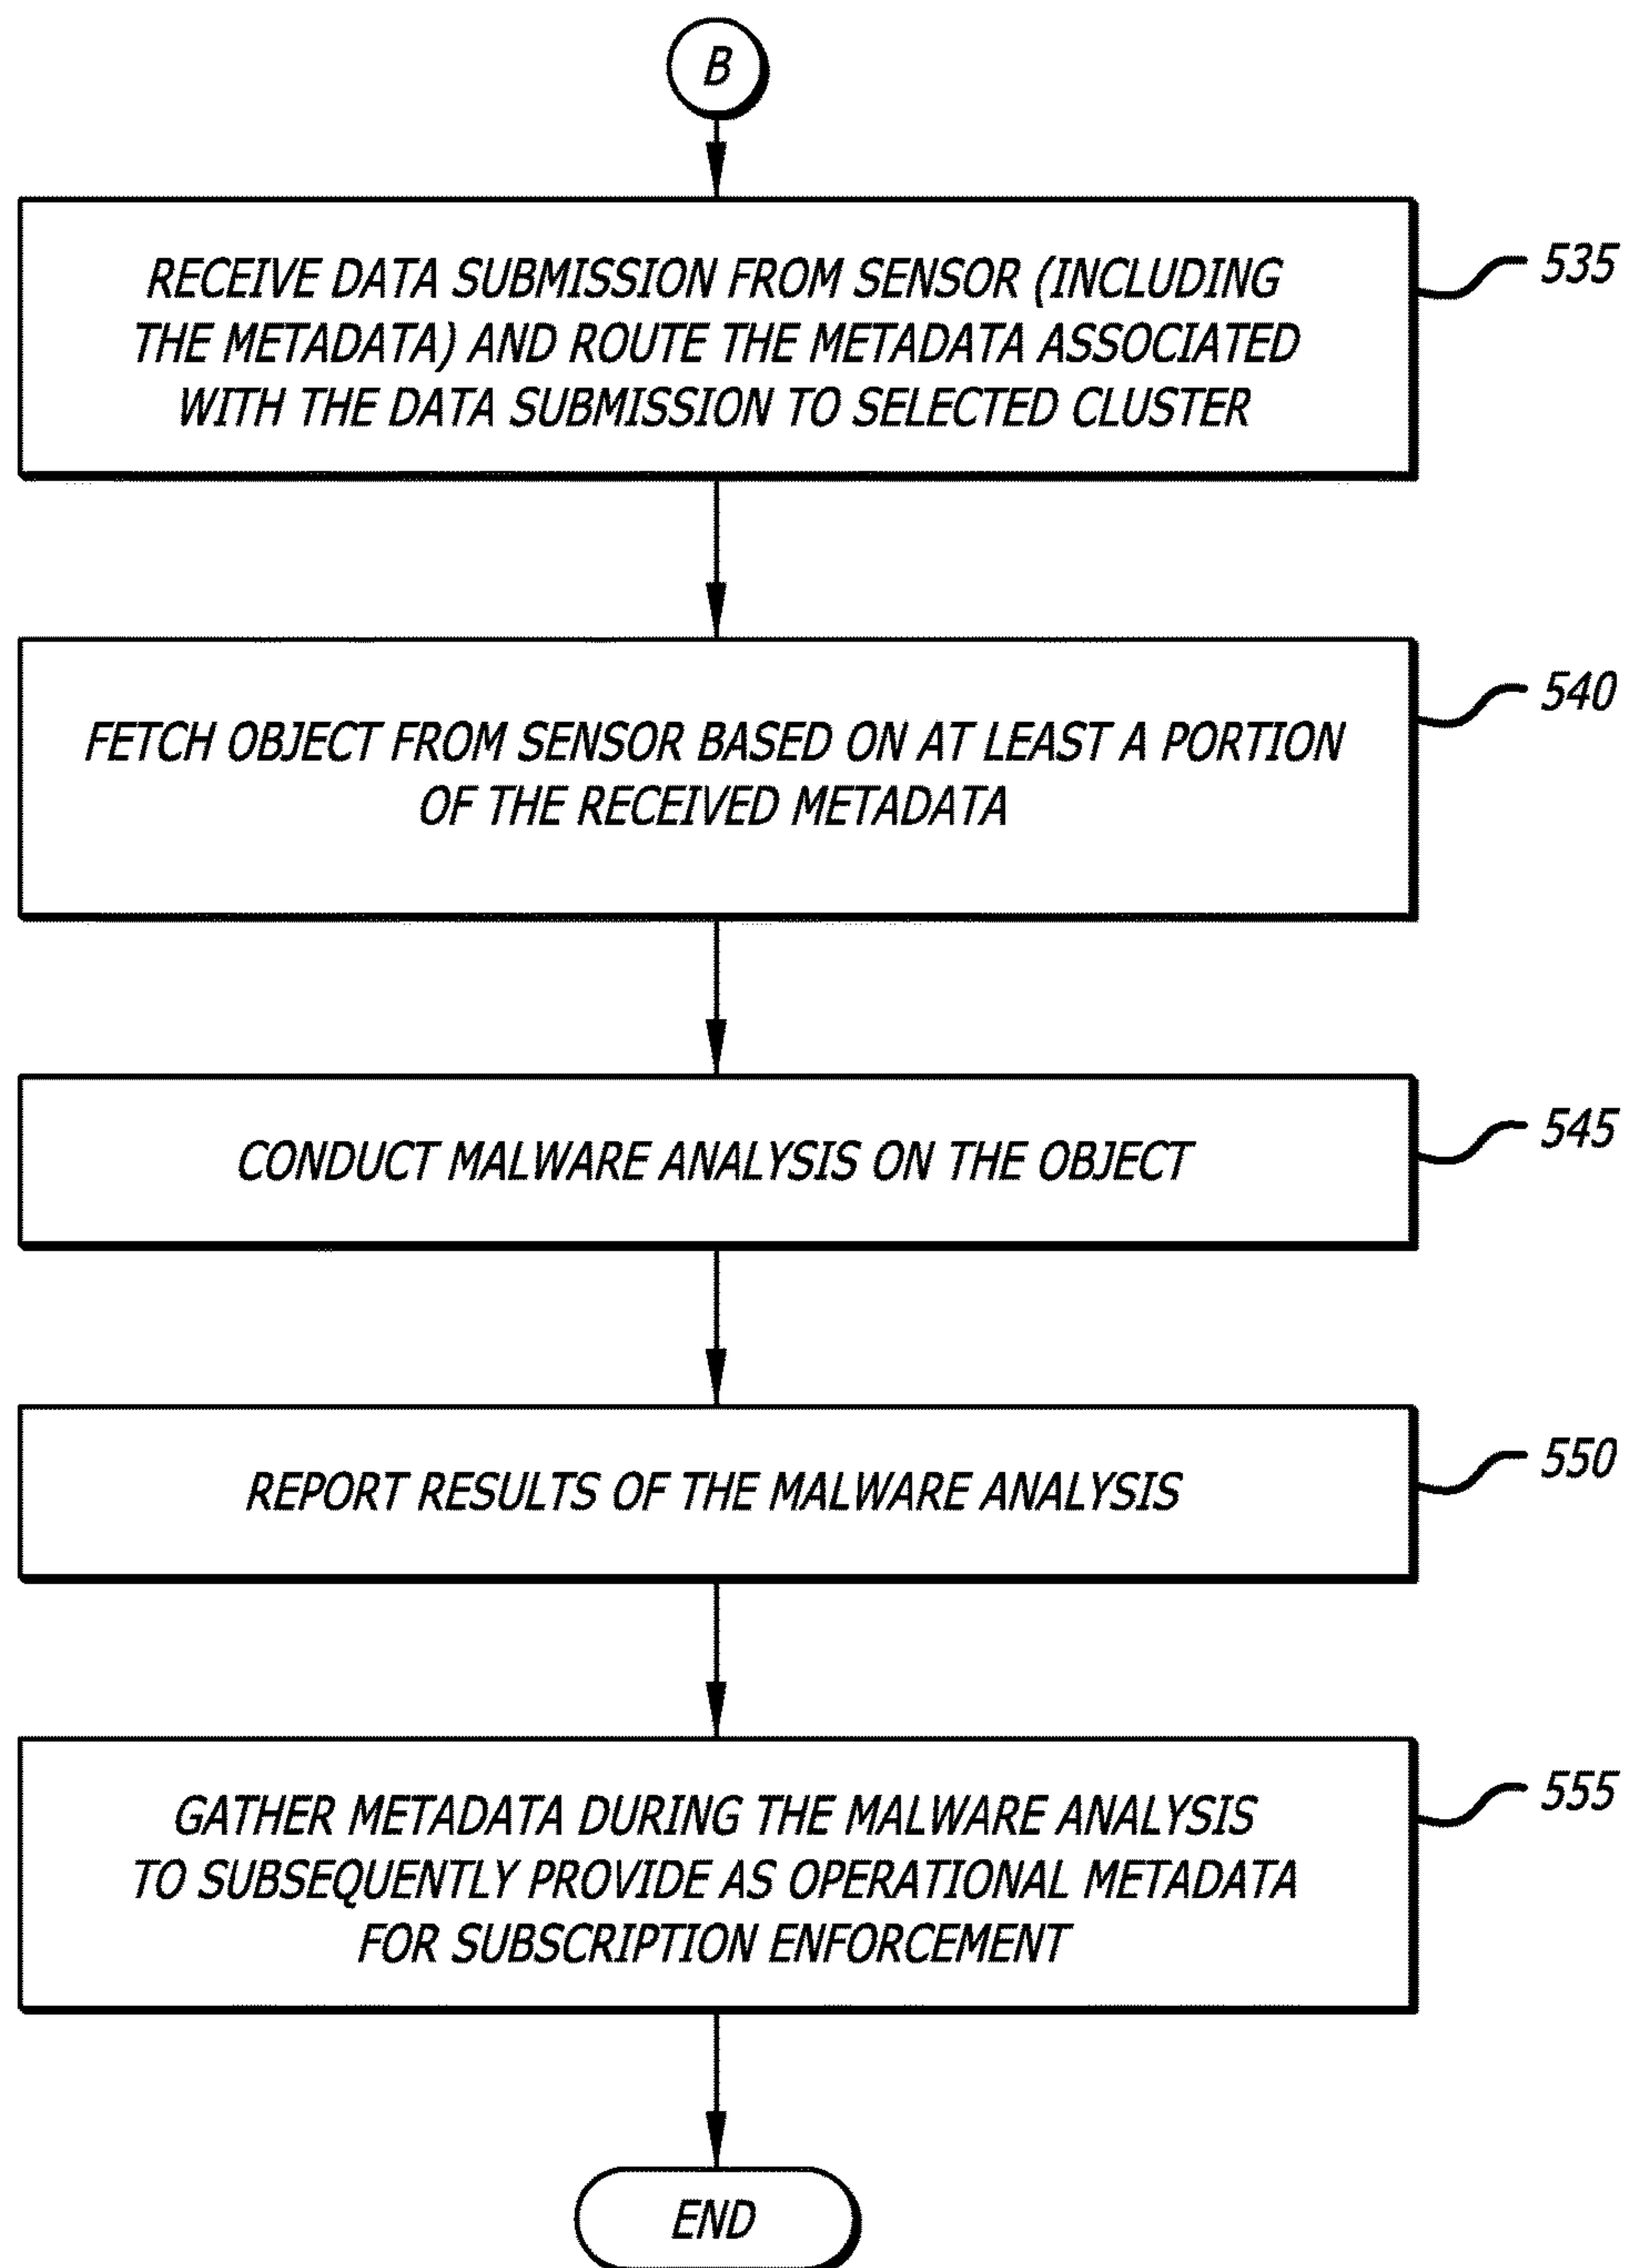 B
RECEIVE DATA SUBMISSION FROM SENSOR (INCLUDING
THE METADATA) AND ROUTE THE METADATA ASSOCIATED
WITH THE DATA SUBMISSION TO SELECTED CLUSTER
535
FETCH OBJECT FROM SENSOR BASED ON AT LEAST A PORTION
OF THE RECEIVED METADATA
540
CONDUCT MALWARE ANALYSIS ON THE OBJECT
545
REPORT RESULTS OF THE MALWARE ANALYSIS
550
GATHER METADATA DURING THE MALWARE ANALYSIS
TO SUBSEQUENTLY PROVIDE AS OPERATIONAL METADATA
FOR SUBSCRIPTION ENFORCEMENT
555
END